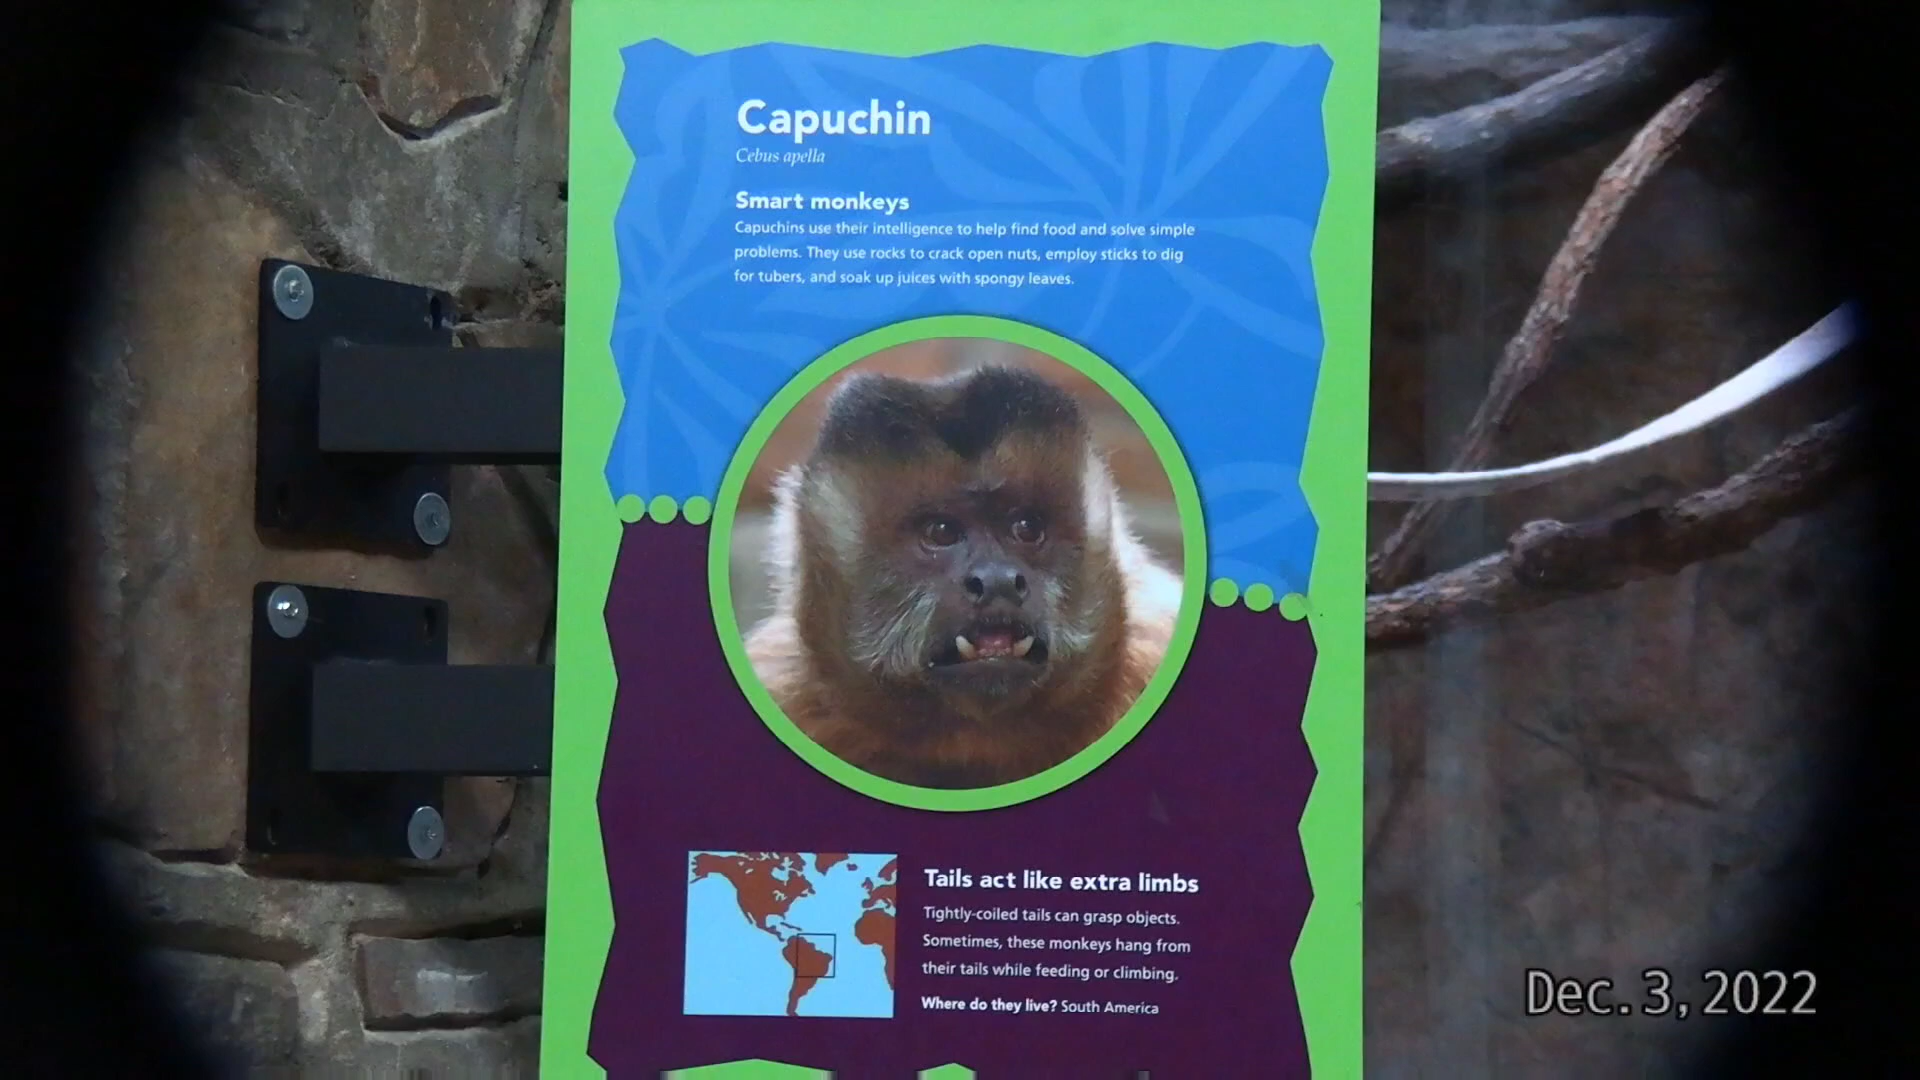 Capuchin
Cebus apella
Smart monkeys
Capuchins use their intelligence to help find food and solve simple
problems. They use rocks to crack open nuts, employ sticks to dig
for tubers, and soak up juices with spongy leaves.
Tails act like extra limbs
Tightly-coiled tails can grasp objects.
Sometimes, these monkeys hang from
their tails while feeding or climbing.
Where do they live? South America
Dec. 3, 2022